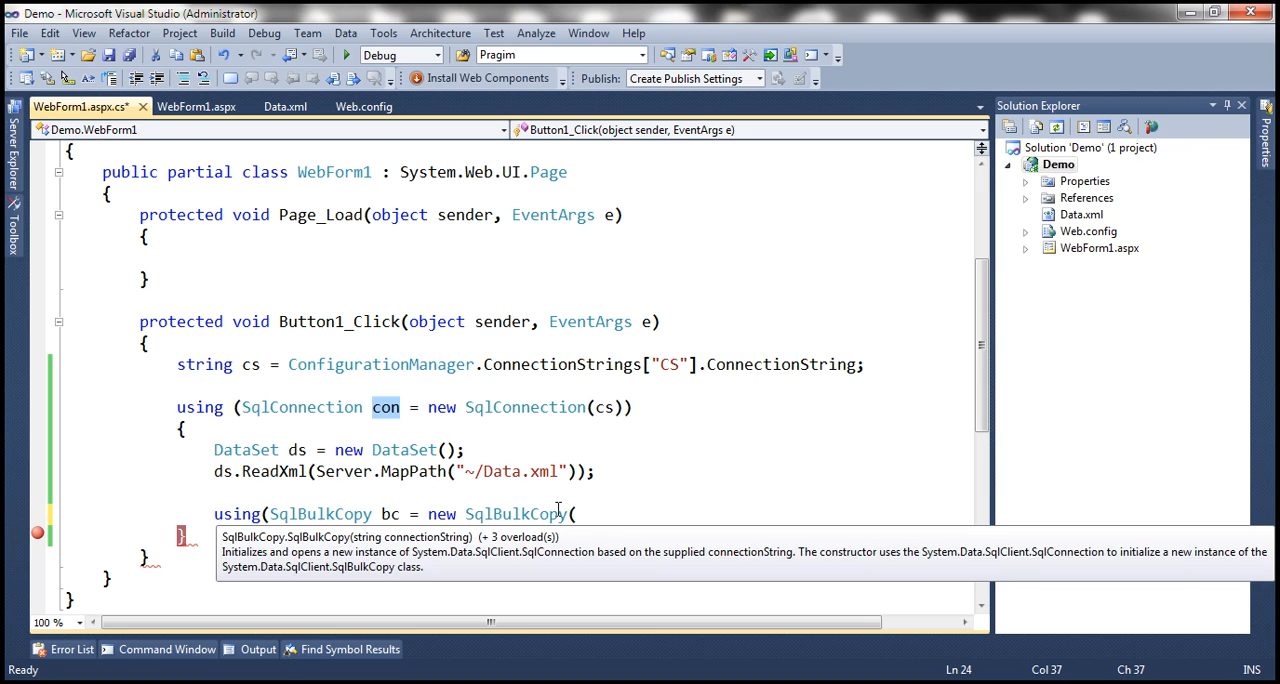 Demo - Microsoft Visual Studio (Administrator)
File Edit View Refactor Project Build Debug Team Data Tools Architecture Test Analyze Window Help
Debug Pragim
Install Web Components Publish: Create Publish Settings
WebForm1.aspx.cs* WebForm1.aspx Data.xml Web.config
Solution Explorer
Demo.WebForm1 Button1_Click(object sender, EventArgs e)
Server Explorer
Toolbox
Properties
{
public partial class WebForm1 : System.Web.UI.Page
{
protected void Page_Load(object sender, EventArgs e)
{
}
protected void Button1_Click(object sender, EventArgs e)
{
string cs = ConfigurationManager.ConnectionStrings["CS"].ConnectionString;
using (SqlConnection con = new SqlConnection(cs))
{
DataSet ds = new DataSet();
ds.ReadXml(Server.MapPath("~/Data.xml"));
using(SqlBulkCopy bc = new SqlBulkCopy(
}
SqlBulkCopy.SqlBulkCopy(string connectionString) (+ 3 overload(s))
Initializes and opens a new instance of System.Data.SqlClient.SqlConnection based on the supplied connectionString. The constructor uses the System.Data.SqlClient.SqlConnection to initialize a new instance of the
System.Data.SqlClient.SqlBulkCopy class.
}
}
}
Solution 'Demo' (1 project)
Demo
Properties
References
Data.xml
Web.config
WebForm1.aspx
100 %
Error List Command Window Output Find Symbol Results
Ready Ln 24 Col 37 Ch 37 INS